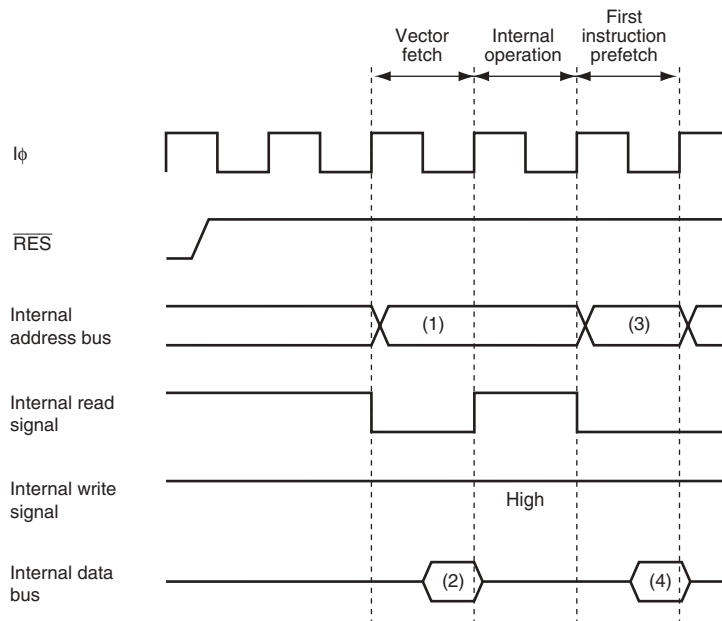 Vector
fetch
Internal
operation
First
instruction
prefetch
Iϕ
R̅E̅S̅
Internal
address bus
(1)
(3)
Internal read
signal
Internal write
signal
High
Internal data
bus
(2)
(4)